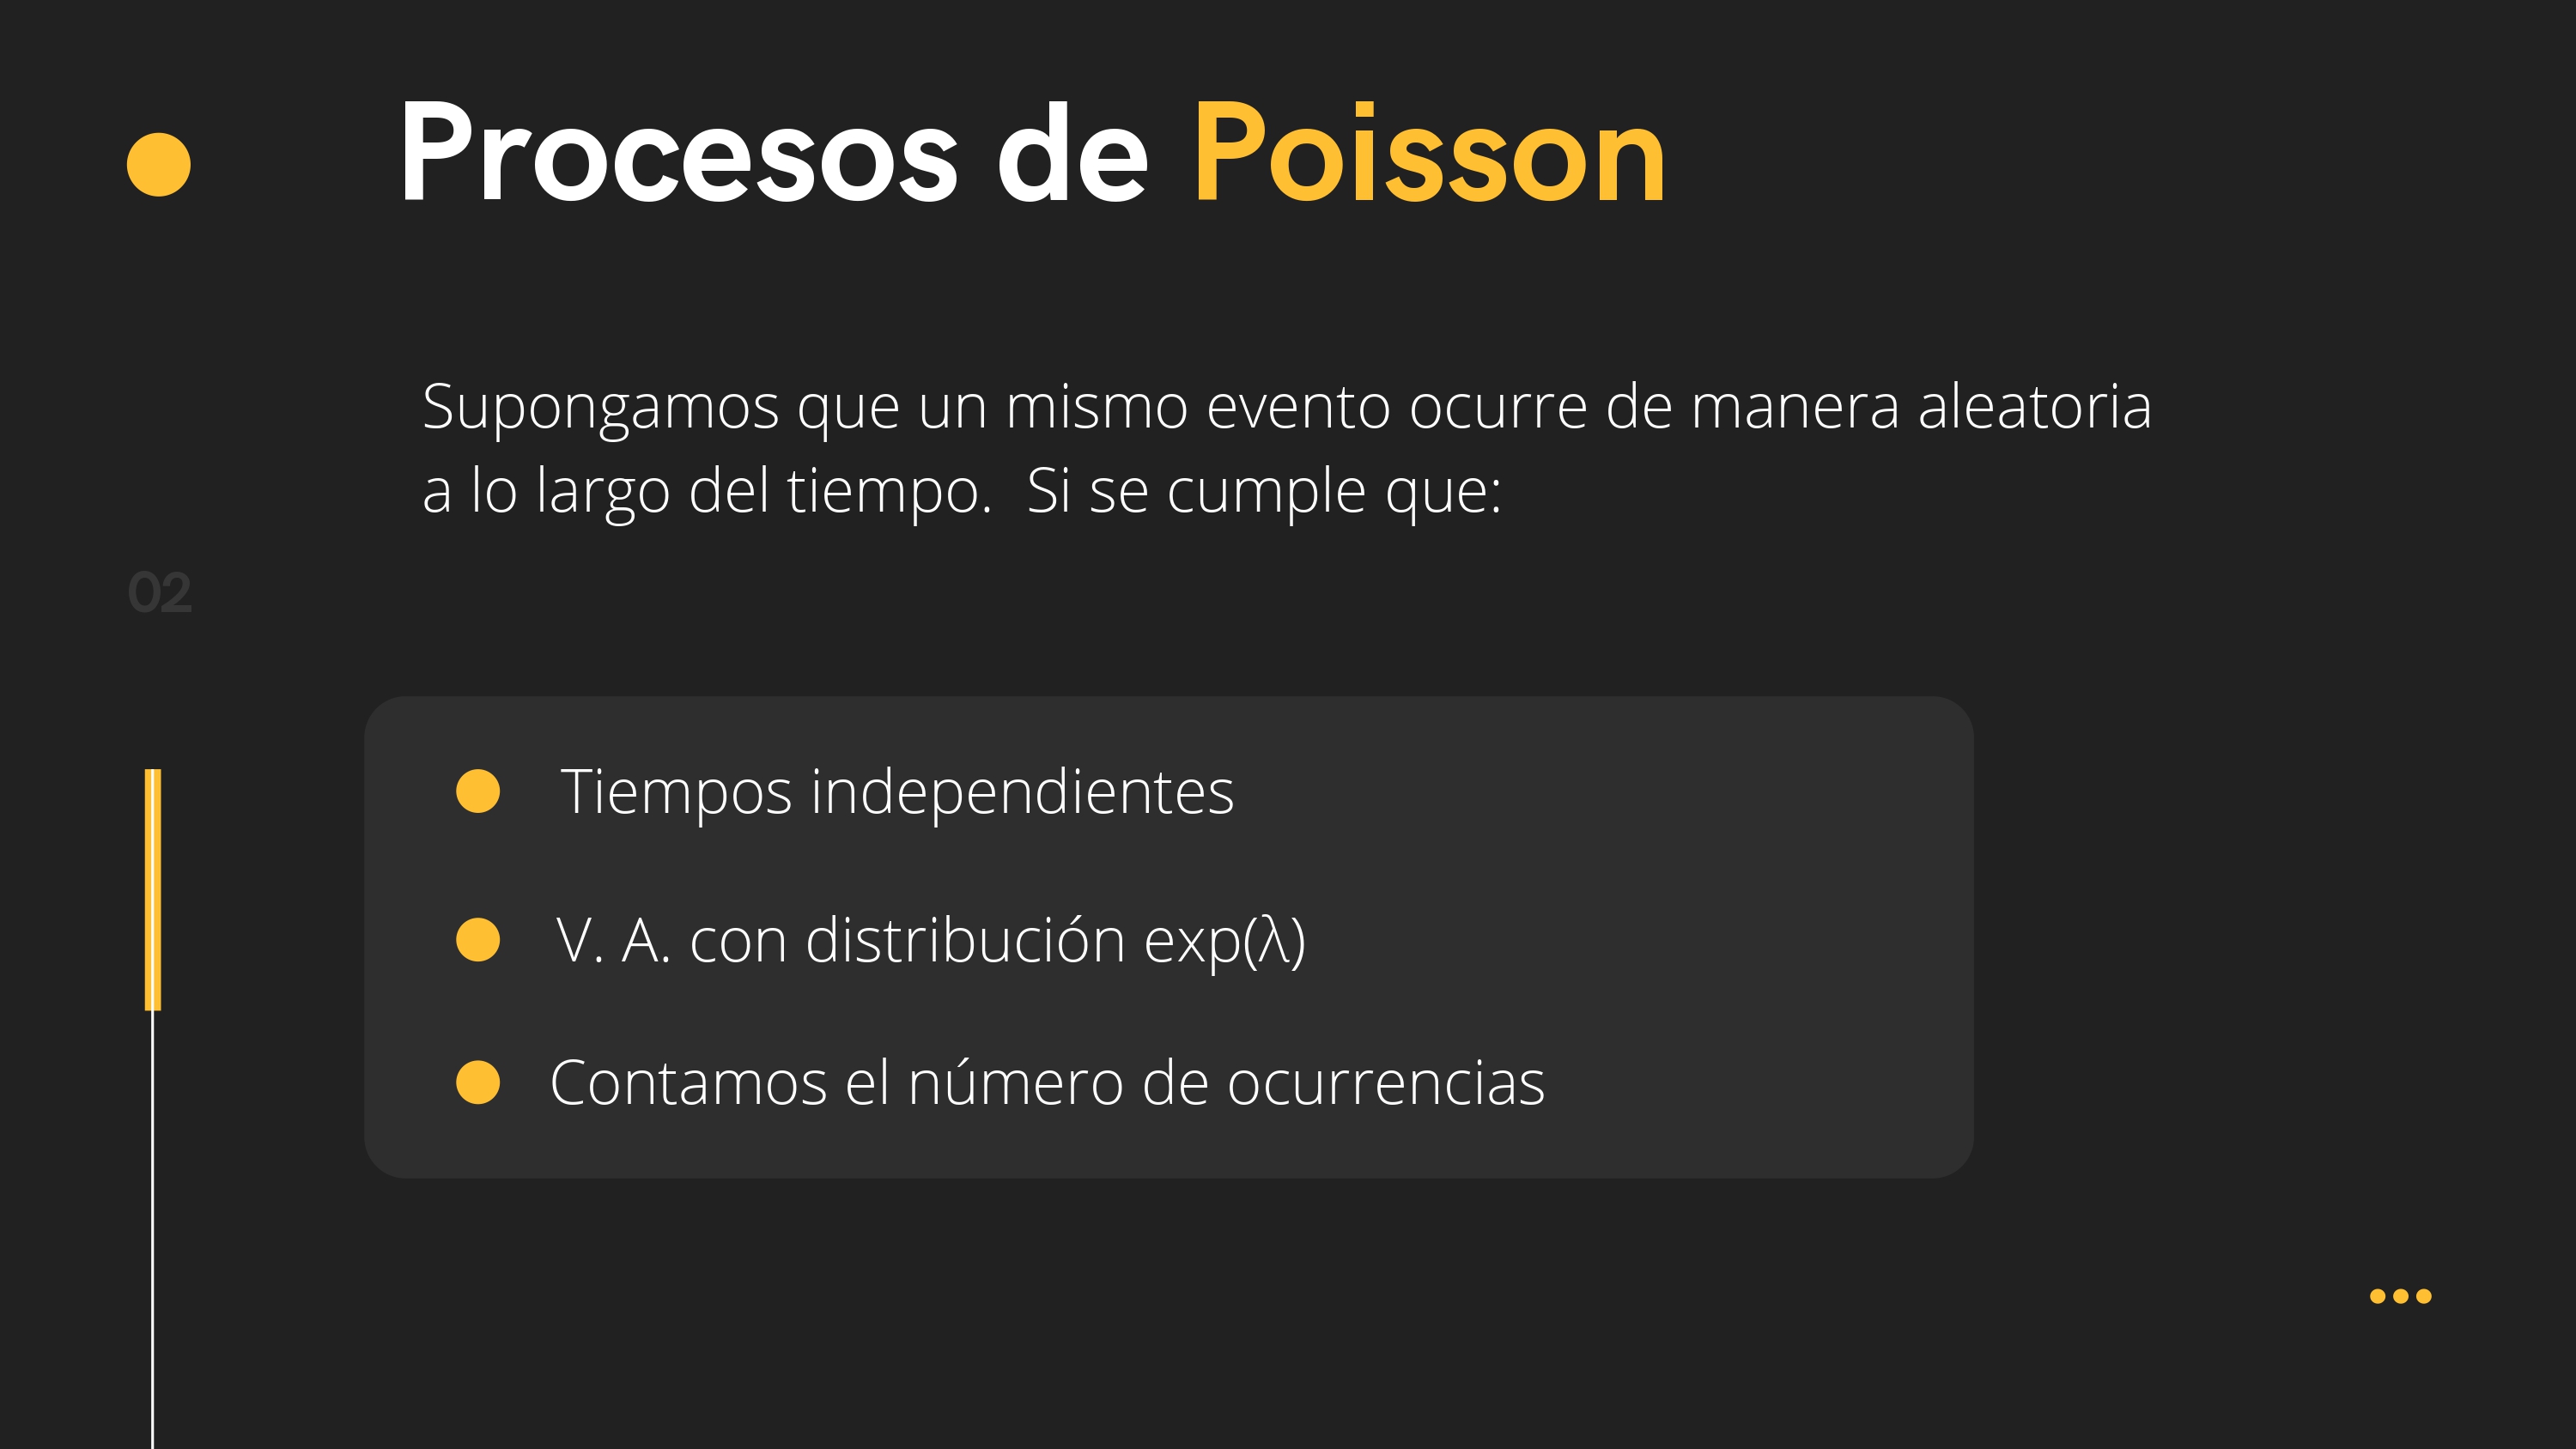 Procesos de Poisson
Supongamos que un mismo evento ocurre de manera aleatoria
a lo largo del tiempo.  Si se cumple que:
02
Tiempos independientes
V. A. con distribución exp(λ)
Contamos el número de ocurrencias